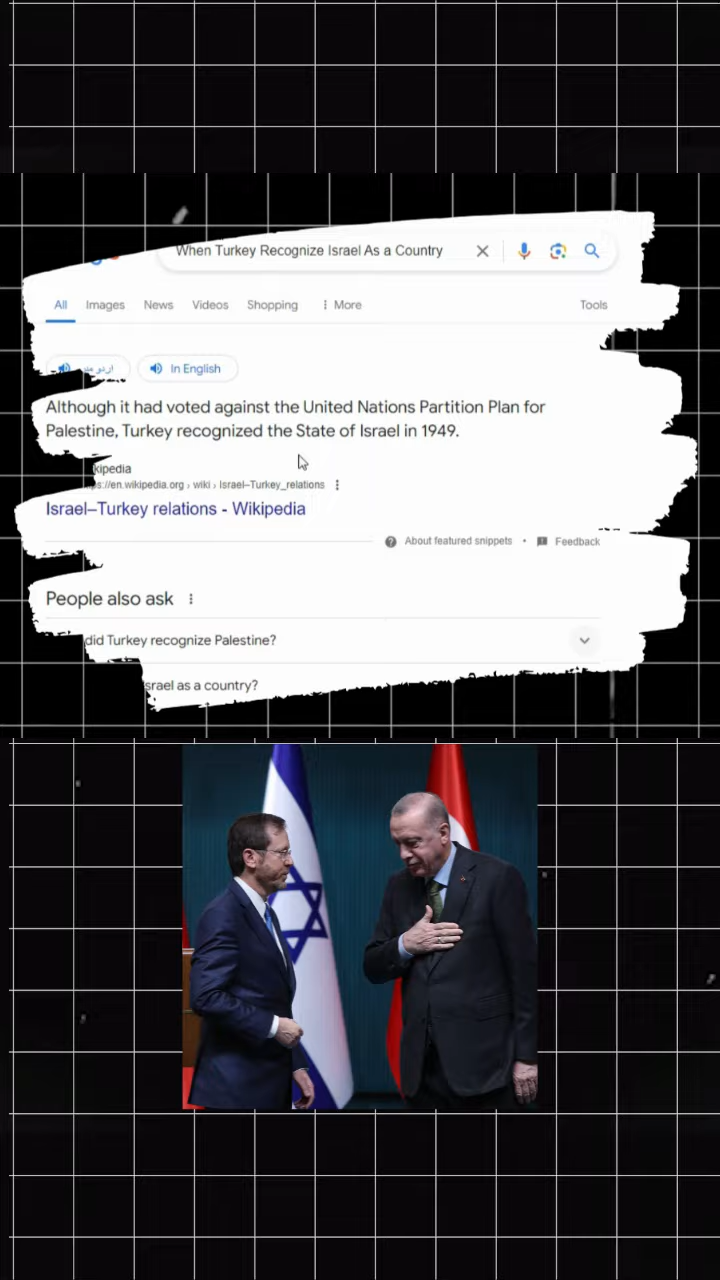 When Turkey Recognize Israel As a Country
All Images News Videos Shopping More Tools
In English
Although it had voted against the United Nations Partition Plan for
Palestine, Turkey recognized the State of Israel in 1949.
kipedia
://en.wikipedia.org › wiki › Israel–Turkey_relations
Israel–Turkey relations - Wikipedia
About featured snippets • Feedback
People also ask
did Turkey recognize Palestine?
srael as a country?